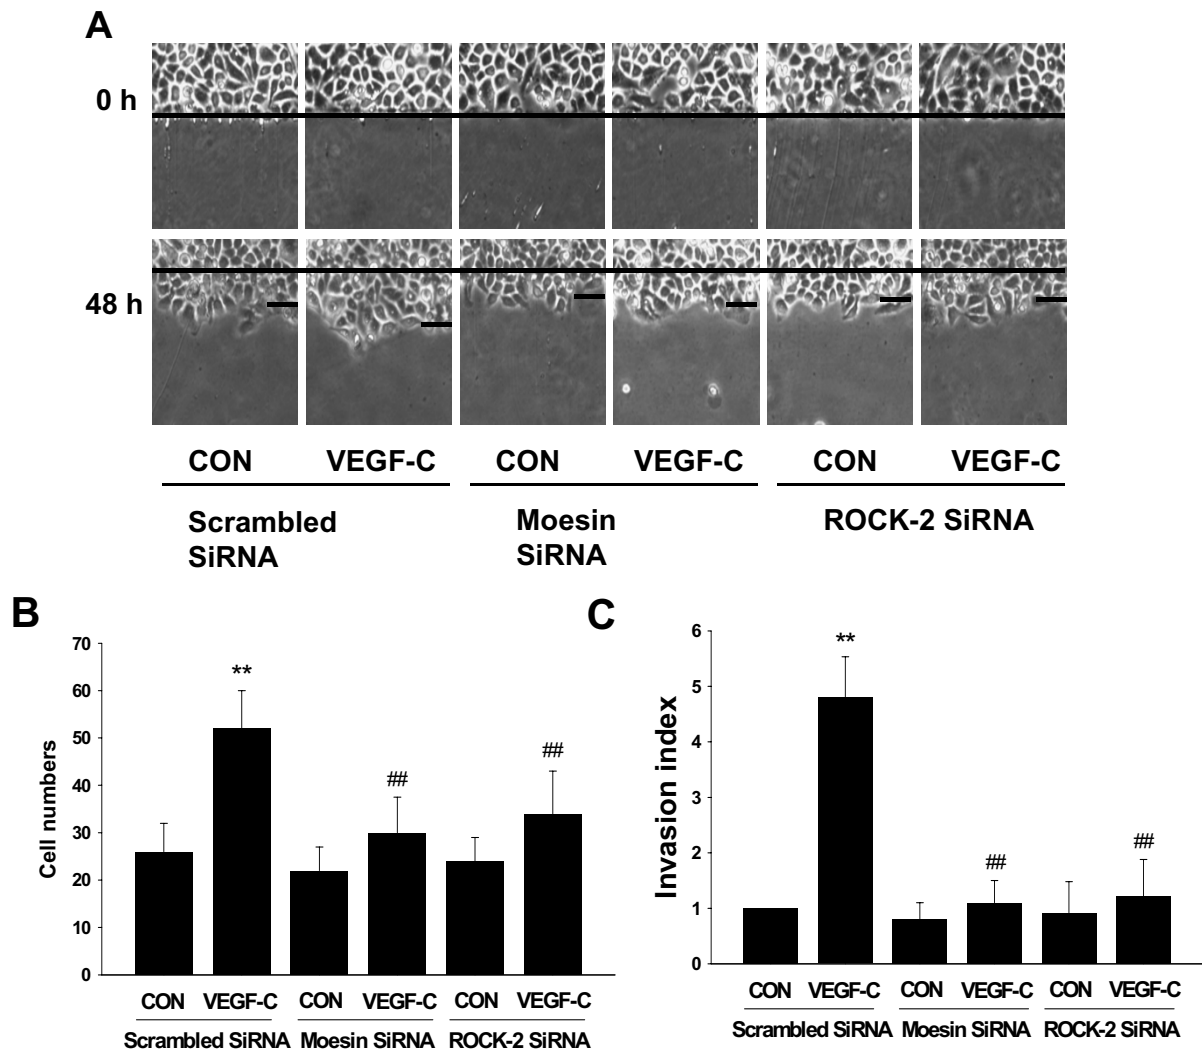 A
0 h
48 h
CON VEGF-C CON VEGF-C CON VEGF-C
Scrambled
SiRNA
Moesin
SiRNA
ROCK-2 SiRNA
B
Cell numbers
70
60
50
40
30
20
10
0
**
##
##
CON VEGF-C CON VEGF-C CON VEGF-C
Scrambled SiRNA Moesin SiRNA ROCK-2 SiRNA
C
Invasion index
6
5
4
3
2
1
0
**
##
##
CON VEGF-C CON VEGF-C CON VEGF-C
Scrambled SiRNA Moesin SiRNA ROCK-2 SiRNA